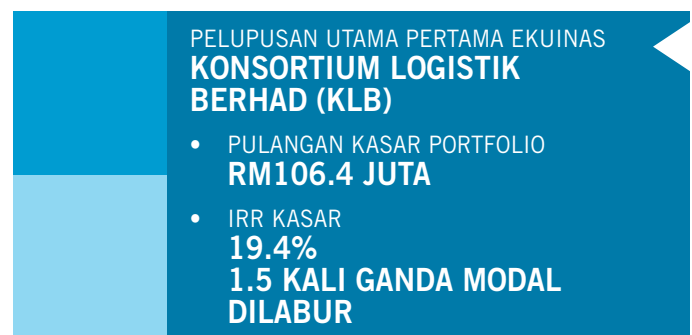 PELUPUSAN UTAMA PERTAMA EKUINAS
KONSORTIUM LOGISTIK
BERHAD (KLB)
• PULANGAN KASAR PORTFOLIO
RM106.4 JUTA
• IRR KASAR
19.4%
1.5 KALI GANDA MODAL
DILABUR